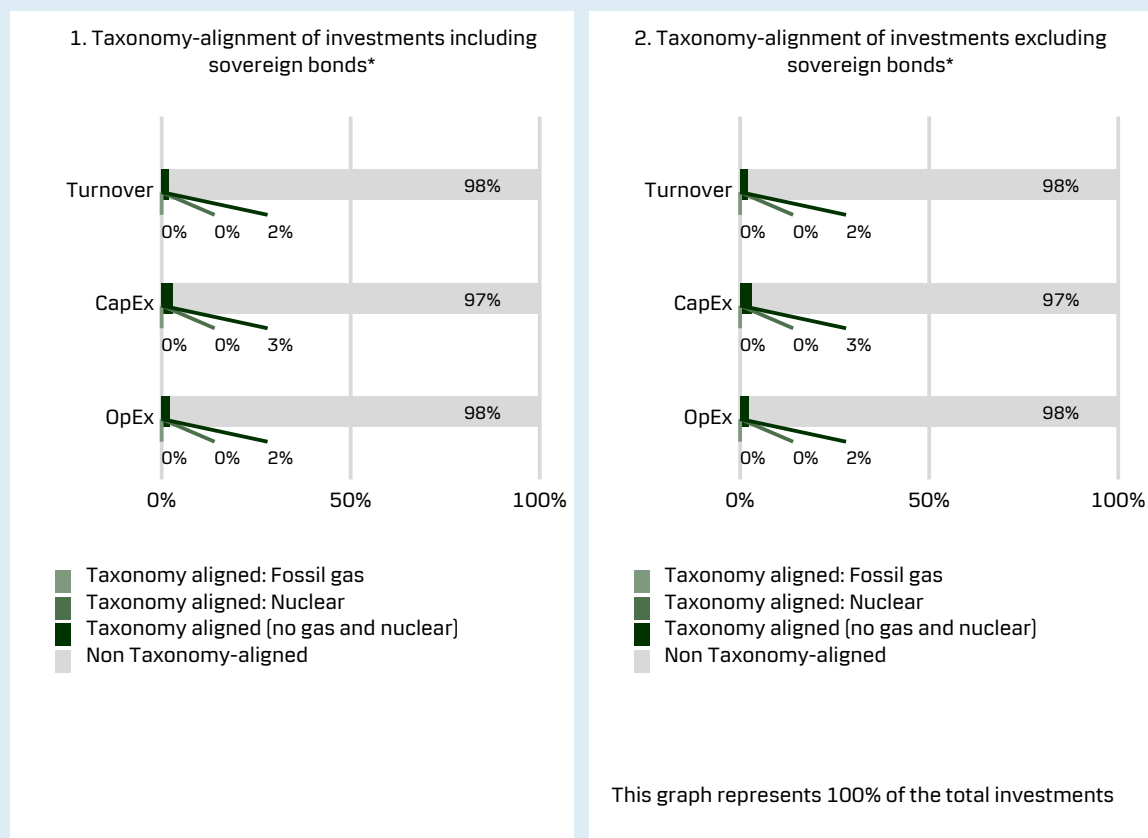 1. Taxonomy-alignment of investments including
sovereign bonds*
Turnover
98%
0% 0% 2%
CapEx
97%
0% 0% 3%
OpEx
98%
0% 0% 2%
0% 50% 100%
Taxonomy aligned: Fossil gas
Taxonomy aligned: Nuclear
Taxonomy aligned (no gas and nuclear)
Non Taxonomy-aligned
2. Taxonomy-alignment of investments excluding
sovereign bonds*
Turnover
98%
0% 0% 2%
CapEx
97%
0% 0% 3%
OpEx
98%
0% 0% 2%
0% 50% 100%
Taxonomy aligned: Fossil gas
Taxonomy aligned: Nuclear
Taxonomy aligned (no gas and nuclear)
Non Taxonomy-aligned
This graph represents 100% of the total investments